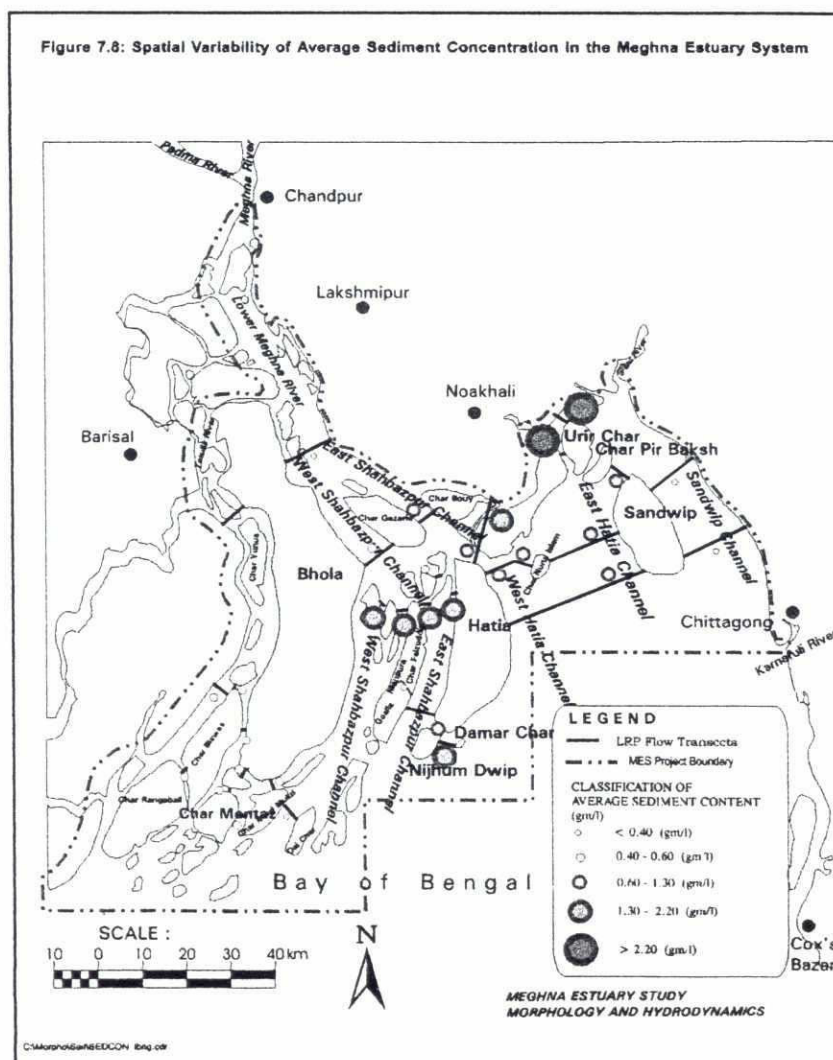 Figure 7.8: Spatial Variability of Average Sediment Concentration in the Meghna Estuary System
Padma River
Meghna River
Chandpur
Lakshmipur
Lower Meghna River
Noakhali
Barisal
Urir Char
Char Pir Baksh
East Shahbazpur Channel
West Shahbazpur Channel
Char Gazaria
Sandwip
Sandwip Channel
East Hatia Channel
Bhola
Hatia
West Hatia Channel
Chittagong
West Shahbazpur Channel
East Shahbazpur Channel
Damar Char
Nijhum Dwip
Char Mentaz
Bay of Bengal
LEGEND
LRP Flow Transects
MES Project Boundary
CLASSIFICATION OF
AVERAGE SEDIMENT CONTENT
(gm/l)
< 0.40 (gm/l)
0.40 - 0.60 (gm/l)
0.60 - 1.30 (gm/l)
1.30 - 2.20 (gm/l)
> 2.20 (gm/l)
Cox's
Bazaar
SCALE :
10 0 10 20 30 40 km
N
MEGHNA ESTUARY STUDY
MORPHOLOGY AND HYDRODYNAMICS